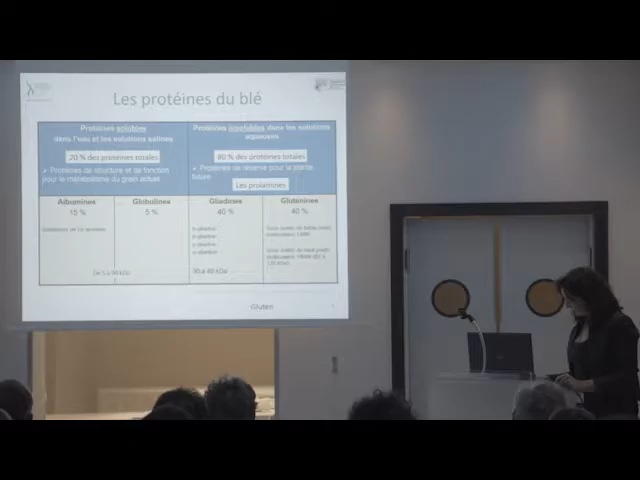 Les protéines du blé
Protéines solubles
dans l'eau et les solutions salines
20 % des protéines totales
✓ Protéines de structure et de fonction
pour le métabolisme du grain actuel
Protéines insolubles dans les solutions
aqueuses
80 % des protéines totales
✓ Protéines de réserve pour la plante
future
Les prolamines
Albumines
15 %
Globulines
5 %
De 5 à 90 kDa
Gliadines
40 %
30 à 80 kDa
Gluténines
40 %
Gluten